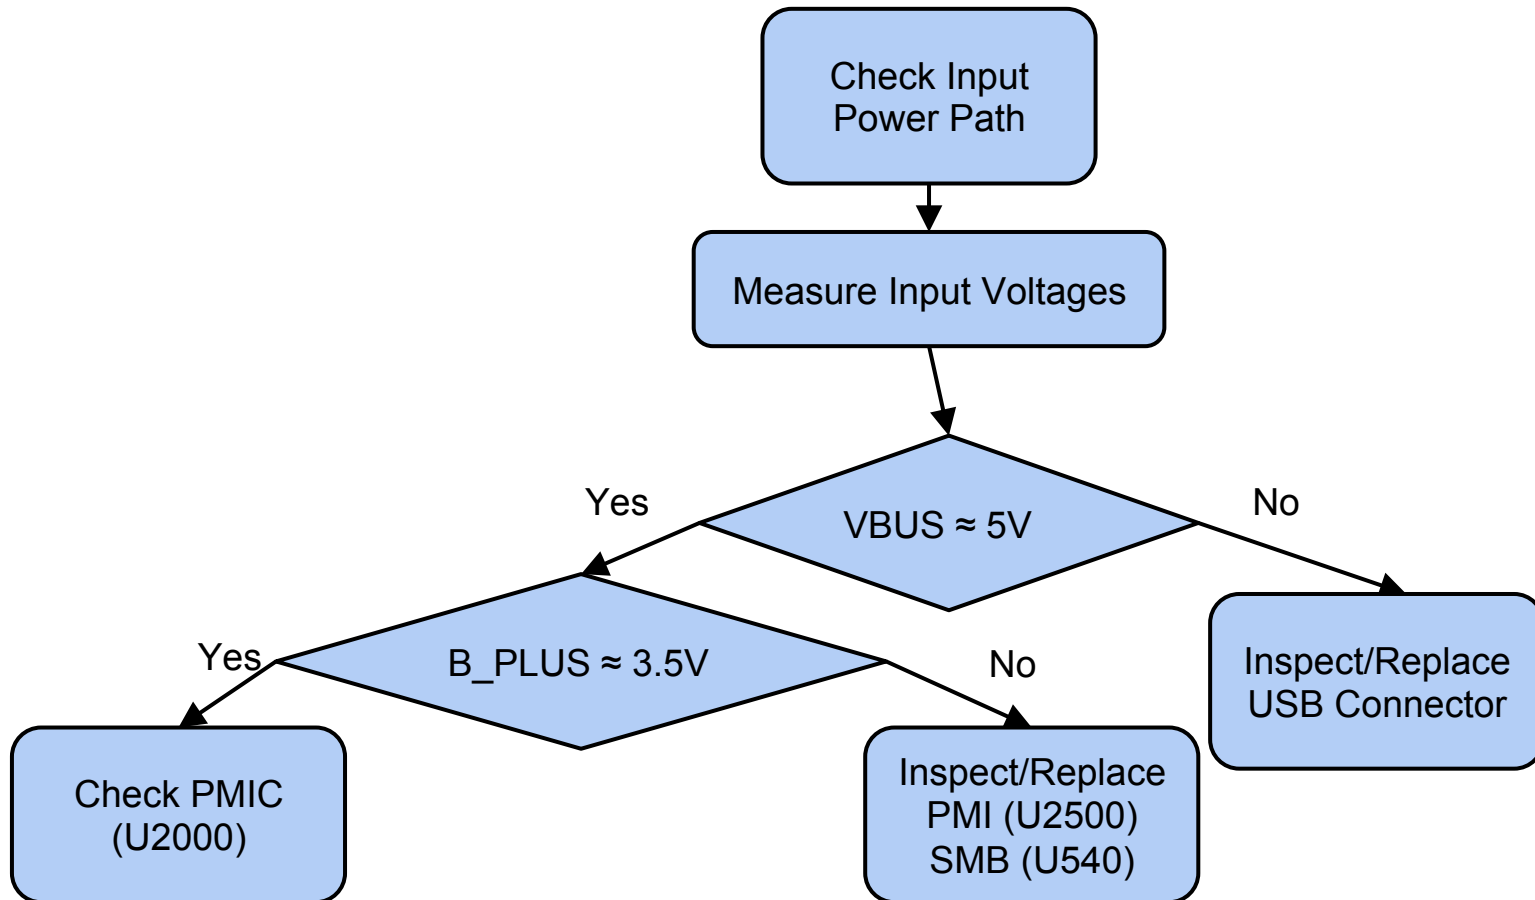 Check Input
Power Path
Measure Input Voltages
Yes
VBUS ≈ 5V
No
Yes
B_PLUS ≈ 3.5V
No
Inspect/Replace
USB Connector
Check PMIC
(U2000)
Inspect/Replace
PMI (U2500)
SMB (U540)